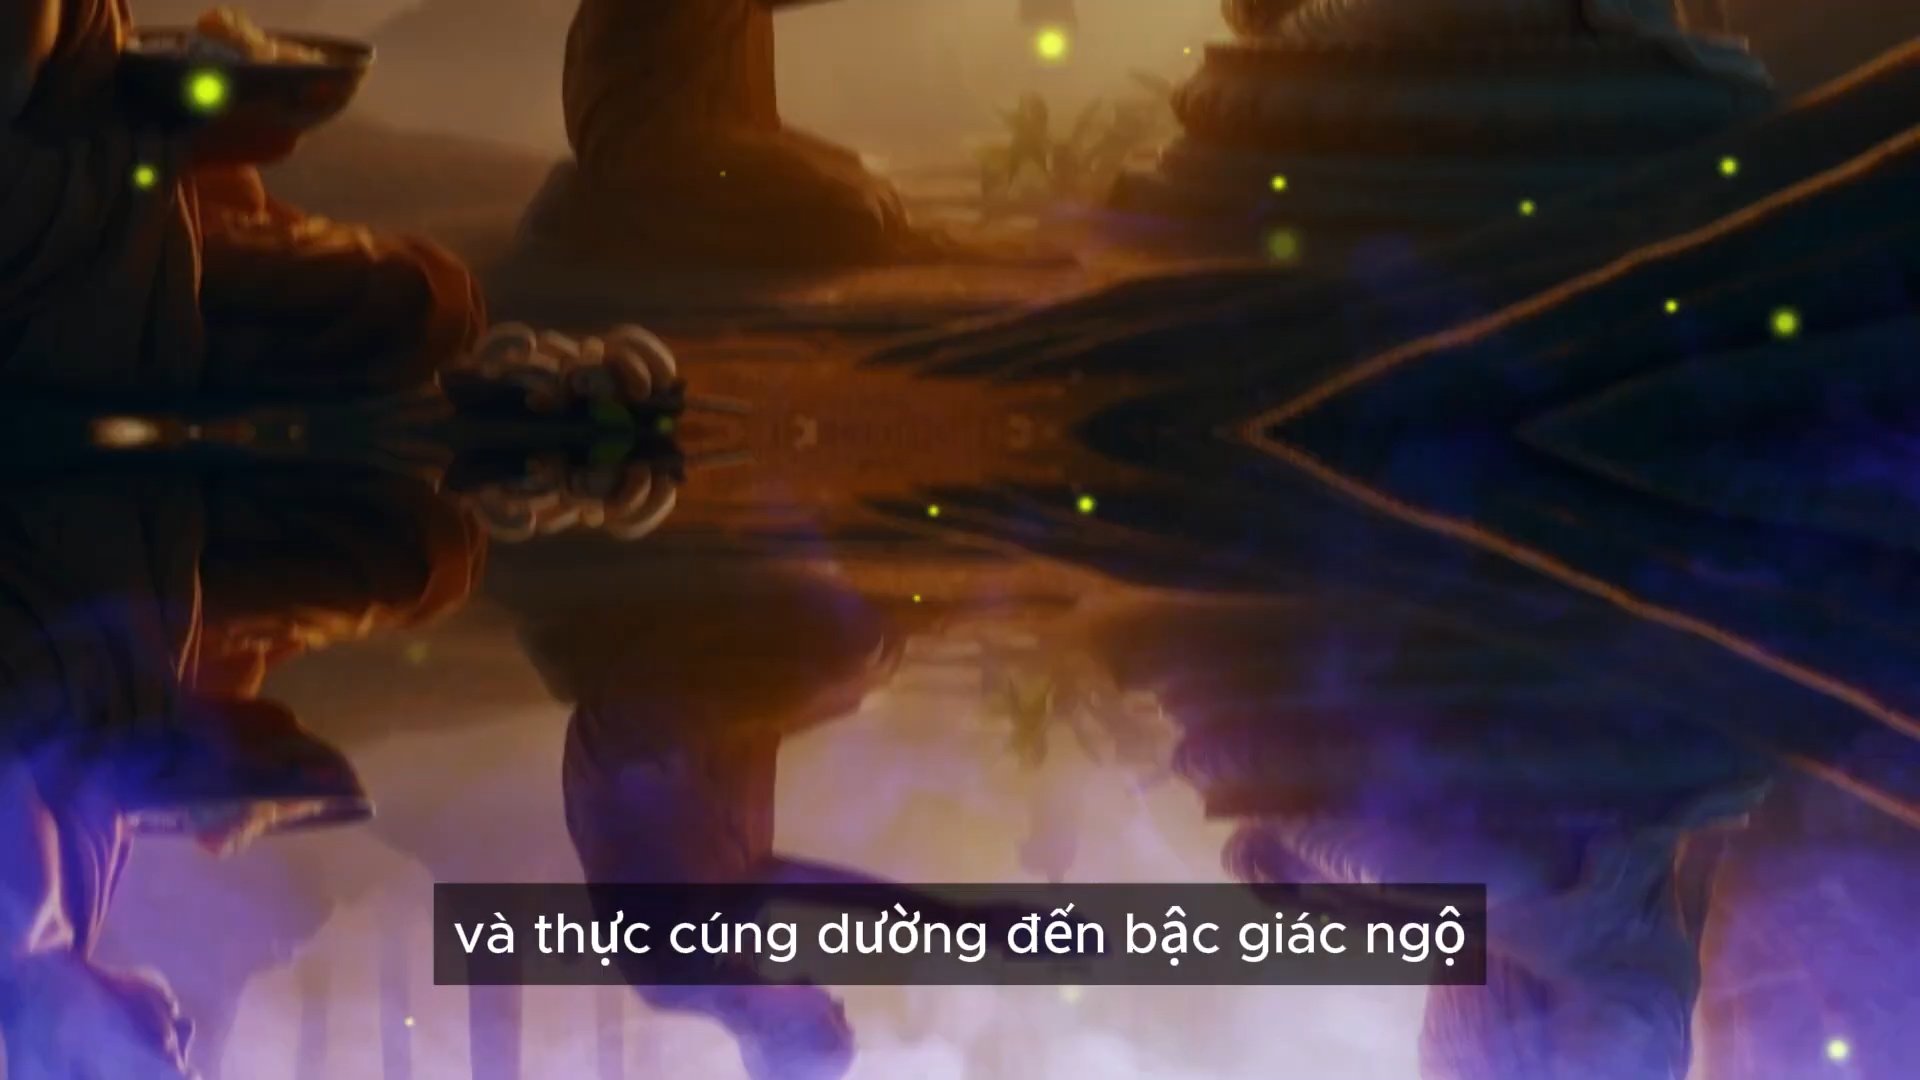 và thực cúng dường đến bậc giác ngộ